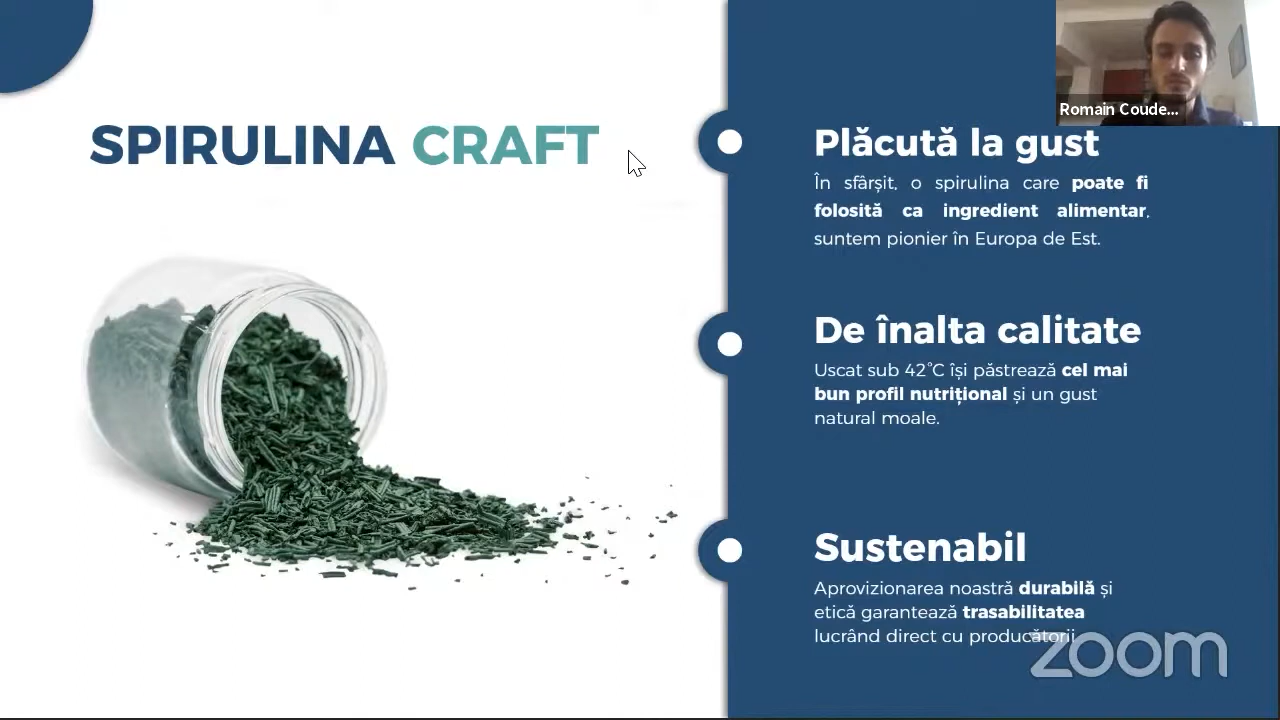 Romain Coude...
SPIRULINA CRAFT
Plăcută la gust
În sfârșit, o spirulina care poate fi
folosită ca ingredient alimentar,
suntem pionier în Europa de Est.
De înalta calitate
Uscat sub 42°C își păstrează cel mai
bun profil nutrițional și un gust
natural moale.
Sustenabil
Aprovizionarea noastră durabilă și
etică garantează trasabilitatea
lucrând direct cu producătorii
zoom